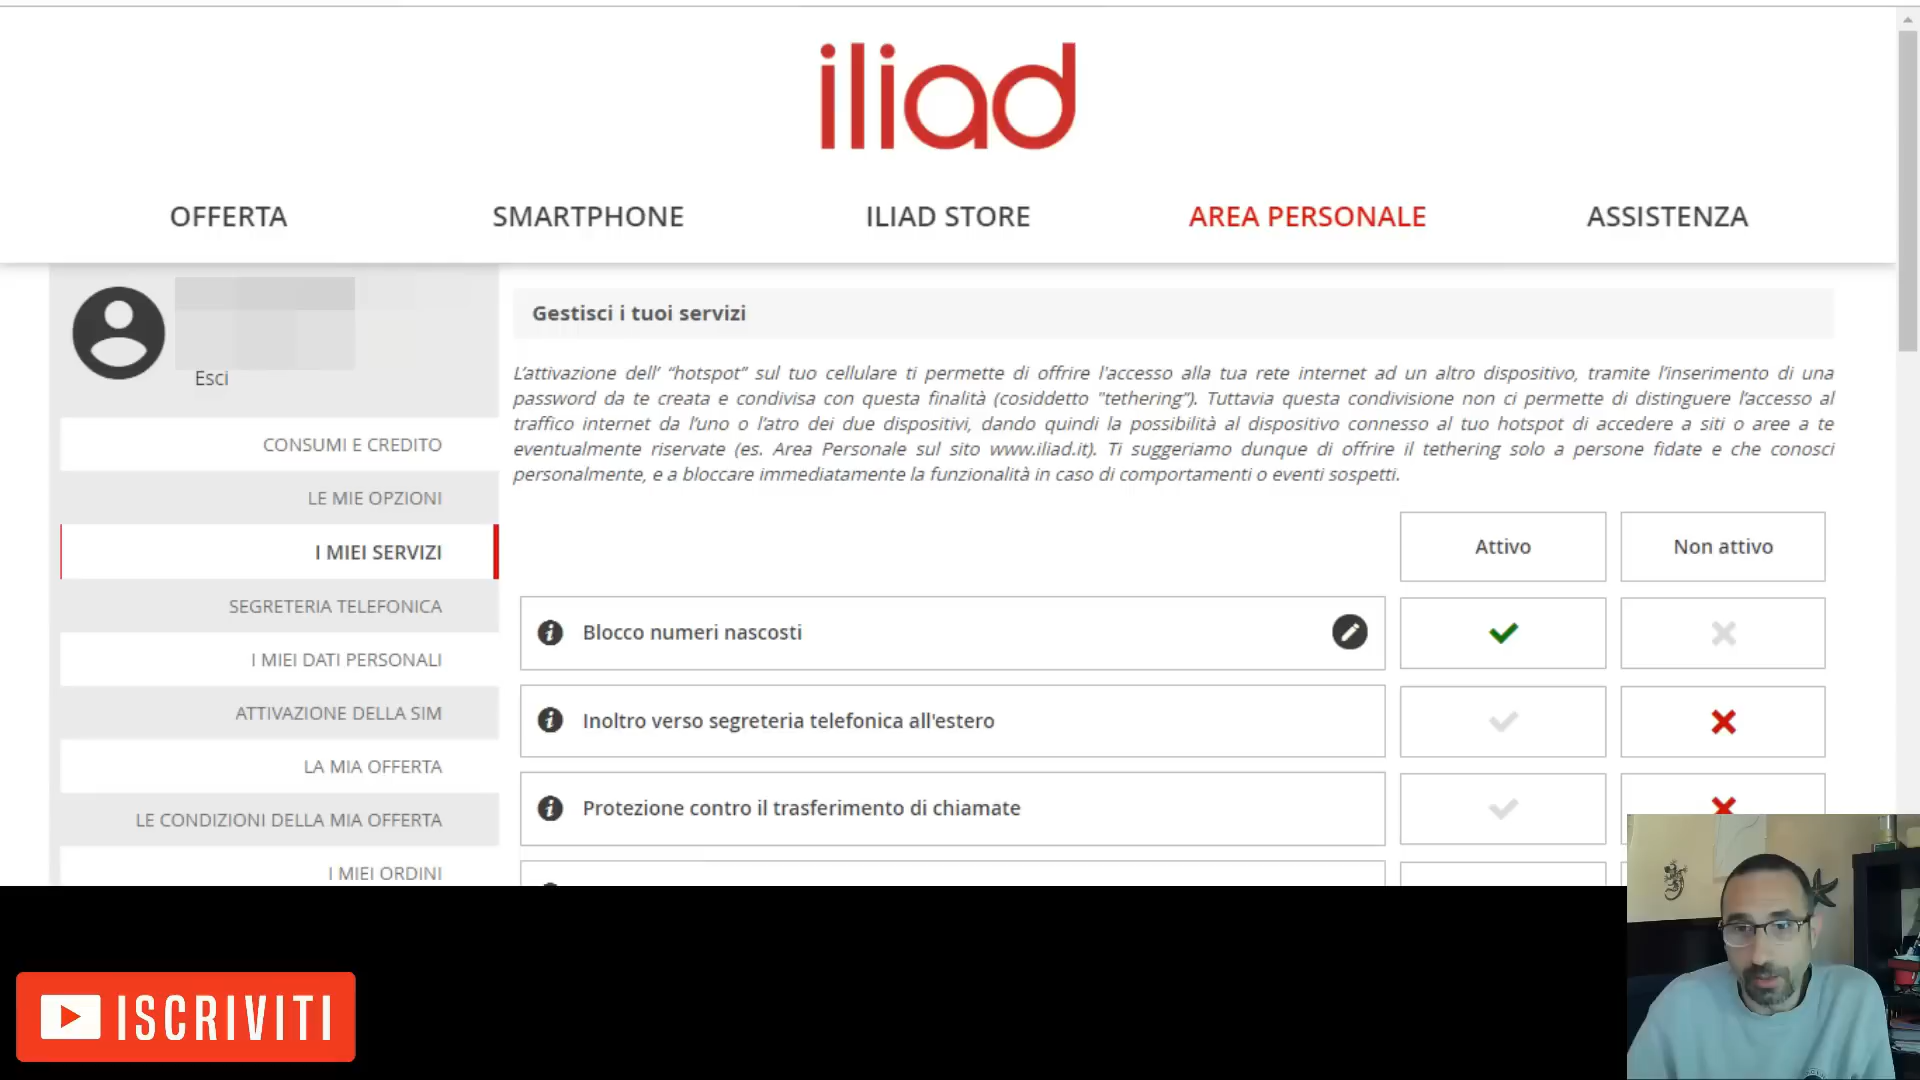 iliad
OFFERTA
SMARTPHONE
ILIAD STORE
AREA PERSONALE
ASSISTENZA
Esci
CONSUMI E CREDITO
LE MIE OPZIONI
I MIEI SERVIZI
SEGRETERIA TELEFONICA
I MIEI DATI PERSONALI
ATTIVAZIONE DELLA SIM
LA MIA OFFERTA
LE CONDIZIONI DELLA MIA OFFERTA
I MIEI ORDINI
Gestisci i tuoi servizi
L'attivazione dell' “hotspot” sul tuo cellulare ti permette di offrire l'accesso alla tua rete internet ad un altro dispositivo, tramite l'inserimento di una
password da te creata e condivisa con questa finalità (cosiddetto "tethering”). Tuttavia questa condivisione non ci permette di distinguere l'accesso al
traffico internet da l'uno o l'atro dei due dispositivi, dando quindi la possibilità al dispositivo connesso al tuo hotspot di accedere a siti o aree a te
eventualmente riservate (es. Area Personale sul sito www.iliad.it). Ti suggeriamo dunque di offrire il tethering solo a persone fidate e che conosci
personalmente, e a bloccare immediatamente la funzionalità in caso di comportamenti o eventi sospetti.
Attivo
Non attivo
Blocco numeri nascosti
Inoltro verso segreteria telefonica all'estero
Protezione contro il trasferimento di chiamate
ISCRIVITI